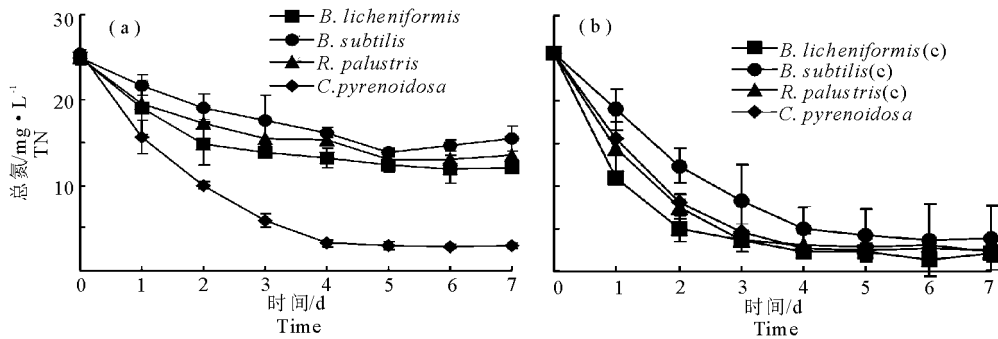 30
20
10
总氮/mg·L⁻¹
TN
(a)
B. licheniformis
B. subtilis
R. palustris
C.pyrenoidosa
0 1 2 3 4 5 6 7
时间/d
Time
(b)
B. licheniformis(c)
B. subtilis(c)
R. palustris(c)
C. pyrenoidosa
0 1 2 3 4 5 6 7
时间/d
Time